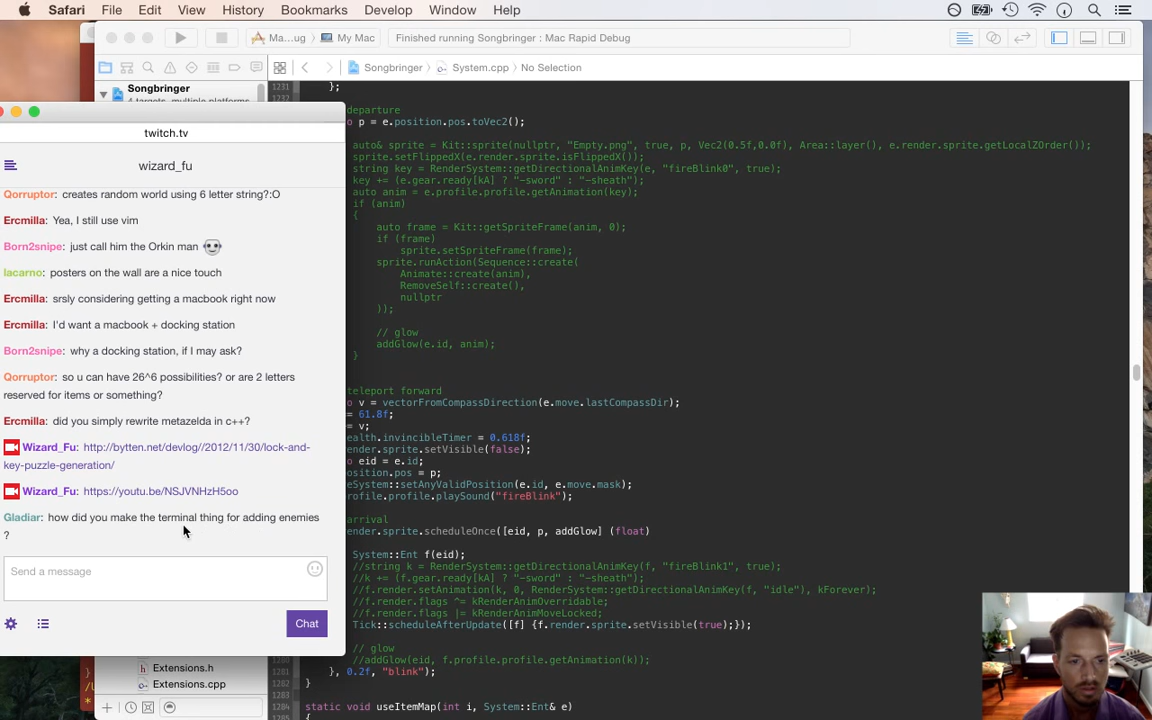 Safari File Edit View History Bookmarks Develop Window Help
Ma...ug My Mac Finished running Songbringer : Mac Rapid Debug
Songbringer System.cpp No Selection
Songbringer
4 targets, multiple platforms
twitch.tv
wizard_fu
Qorruptor: creates random world using 6 letter string?:O
Ercmilla: Yea, I still use vim
Born2snipe: just call him the Orkin man
lacarno: posters on the wall are a nice touch
Ercmilla: srsly considering getting a macbook right now
Ercmilla: I'd want a macbook + docking station
Born2snipe: why a docking station, if I may ask?
Qorruptor: so u can have 26^6 possibilities? or are 2 letters
reserved for items or something?
Ercmilla: did you simply rewrite metazelda in c++?
Wizard_Fu: http://bytten.net/devlog//2012/11/30/lock-and-
key-puzzle-generation/
Wizard_Fu: https://youtu.be/NSJVNHzH5oo
Gladiar: how did you make the terminal thing for adding enemies
?
Send a message
Chat
Extensions.h
Extensions.cpp
1231 };
1232
departure
o p = e.position.pos.toVec2();
auto& sprite = Kit::sprite(nullptr, "Empty.png", true, p, Vec2(0.5f,0.0f), Area::layer(), e.render.sprite.getLocalZOrder());
sprite.setFlippedX(e.render.sprite.isFlippedX());
string key = RenderSystem::getDirectionalAnimKey(e, "fireBlink0", true);
key += (e.gear.ready[kA] ? "-sword" : "-sheath");
auto anim = e.profile.profile.getAnimation(key);
if (anim)
{
auto frame = Kit::getSpriteFrame(anim, 0);
if (frame)
sprite.setSpriteFrame(frame);
sprite.runAction(Sequence::create(
Animate::create(anim),
RemoveSelf::create(),
nullptr
));
// glow
addGlow(e.id, anim);
}
teleport forward
o v = vectorFromCompassDirection(e.move.lastCompassDir);
= 61.8f;
= v;
ealth.invincibleTimer = 0.618f;
ender.sprite.setVisible(false);
o eid = e.id;
osition.pos = p;
eSystem::setAnyValidPosition(e.id, e.move.mask);
rofile.profile.playSound("fireBlink");
arrival
ender.sprite.scheduleOnce([eid, p, addGlow] (float)
System::Ent f(eid);
//string k = RenderSystem::getDirectionalAnimKey(f, "fireBlink1", true);
//k += (f.gear.ready[kA] ? "-sword" : "-sheath");
//f.render.setAnimation(k, 0, RenderSystem::getDirectionalAnimKey(f, "idle"), kForever);
//f.render.flags ^= kRenderAnimOverridable;
//f.render.flags |= kRenderAnimMoveLocked;
Tick::scheduleAfterUpdate([f] {f.render.sprite.setVisible(true);});
// glow
1280 //addGlow(eid, f.profile.profile.getAnimation(k));
1281 }, 0.2f, "blink");
1282 }
1283
1284 static void useItemMap(int i, System::Ent& e)
{